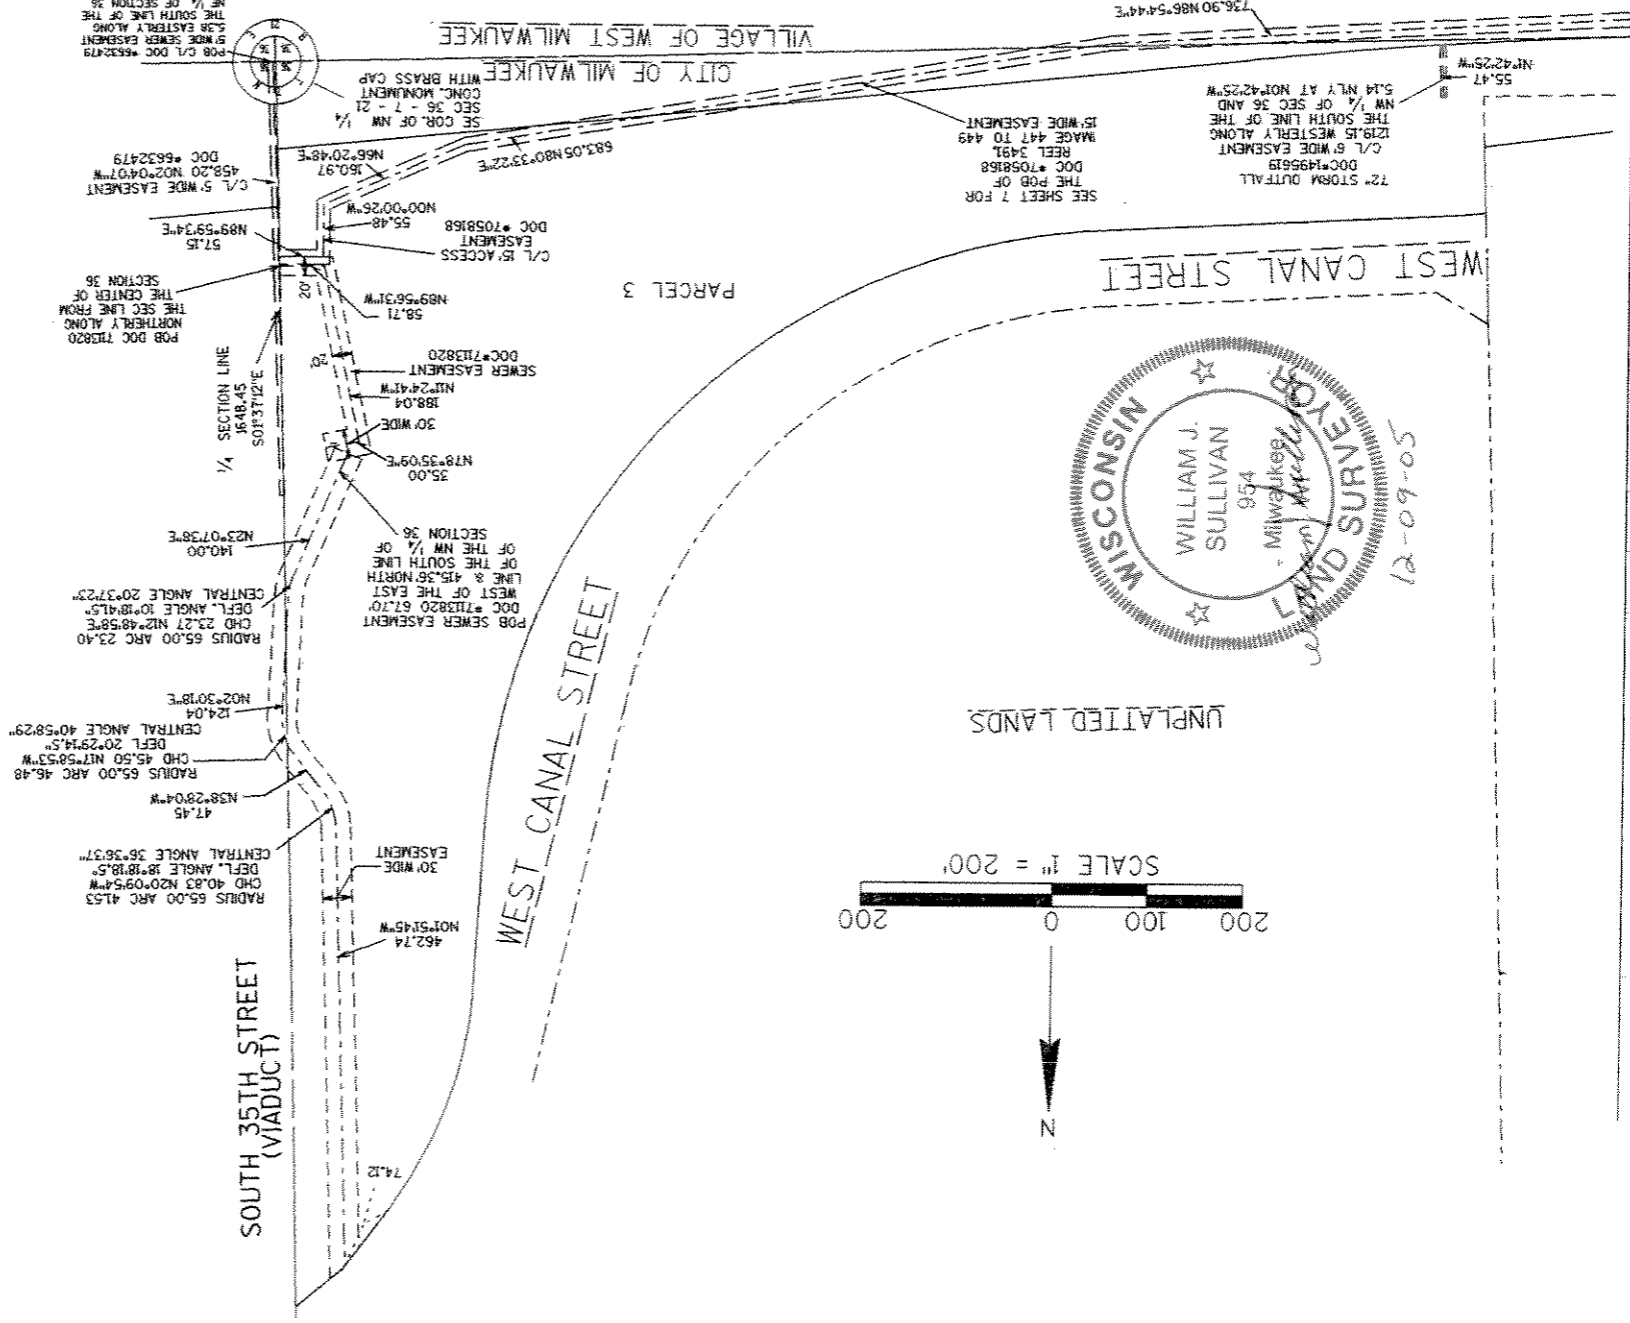 736.90 N86°54'44"E
VILLAGE OF WEST MILWAUKEE
CITY OF MILWAUKEE
POB C/L DOC #6632479
5' WIDE SEWER EASEMENT
5.38 EASTERLY ALONG
THE SOUTH LINE OF THE
NE 1/4 OF SECTION 36
SE COR. OF NW 1/4
SEC 36 - 7 - 21
CONC. MONUMENT
WITH BRASS CAP
C/L 5' WIDE EASEMENT
458.20 N02°04'07"W
DOC #6632479
160.97
N66°20'48"E
683.05 N80°33'22"E
SEE SHEET 7 FOR
THE POB OF
DOC #7058168
REEL 3491,
IMAGE 447 TO 449
15' WIDE EASEMENT
72" STORM OUTFALL
DOC#1495619
C/L 6' WIDE EASEMENT
1219.15 WESTERLY ALONG
THE SOUTH LINE OF THE
NW 1/4 OF SEC 36 AND
5.14 NLY AT N01°42'25"W
55.47
N1°42'25"W
57.15
N89°59'34"E
55.48
N00°00'26"W
C/L 15' ACCESS
EASEMENT
DOC #7058168
POB DOC 7113820
NORTHERLY ALONG
THE SEC LINE FROM
THE CENTER OF
SECTION 36
20'
58.71
N89°56'31"W
PARCEL 3
WEST CANAL STREET
1/4 SECTION LINE
1648.45
S01°37'12"E
20'
SEWER EASEMENT
DOC#7113820
188.04
N11°24'41"W
30' WIDE
35.00
N78°35'09"E
140.00
N23°07'38"E
POB SEWER EASEMENT
DOC #7113820 67.70'
WEST OF THE EAST
LINE & 415.36' NORTH
OF THE SOUTH LINE
OF THE NW 1/4 OF
SECTION 36
RADIUS 65.00 ARC 23.40
CHD 23.27 N12°48'58"E
DEFL. ANGLE 10°18'41.5"
CENTRAL ANGLE 20°37'23"
124.04
N02°30'18"E
RADIUS 65.00 ARC 46.48
CHD 45.50 N17°58'53"W
DEFL 20°29'14.5"
CENTRAL ANGLE 40°58'29"
47.45
N38°28'04"W
RADIUS 65.00 ARC 41.53
CHD 40.83 N20°09'54"W
DEFL. ANGLE 18°18'18.5"
CENTRAL ANGLE 36°36'37"
30' WIDE
EASEMENT
462.74
N01°51'45"W
WEST CANAL STREET
SOUTH 35TH STREET
(VIADUCT)
74.12
UNPLATTED LANDS
WISCONSIN
WILLIAM J.
SULLIVAN
954
Milwaukee
LAND SURVEYOR
12-09-05
SCALE 1" = 200'
200 0 100 200
N